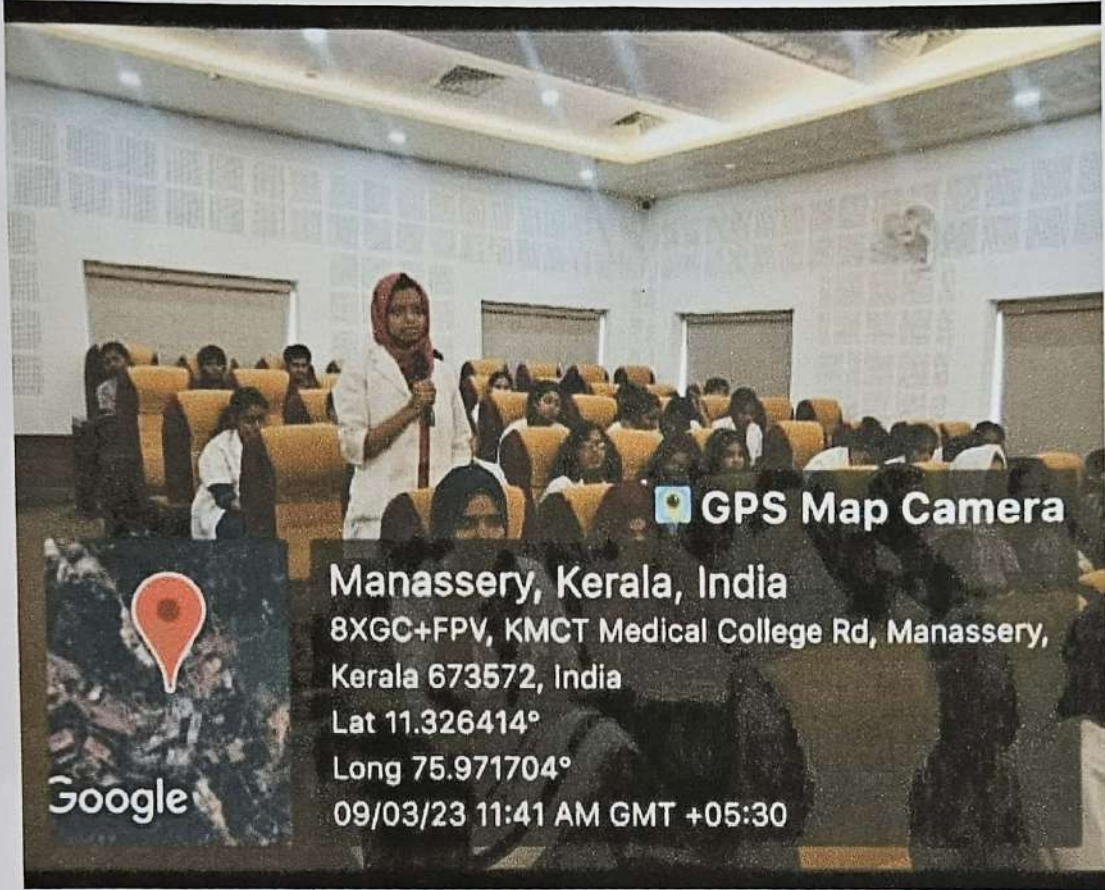 GPS Map Camera
Manassery, Kerala, India
8XGC+FPV, KMCT Medical College Rd, Manassery,
Kerala 673572, India
Lat 11.326414°
Long 75.971704°
09/03/23 11:41 AM GMT +05:30
Google